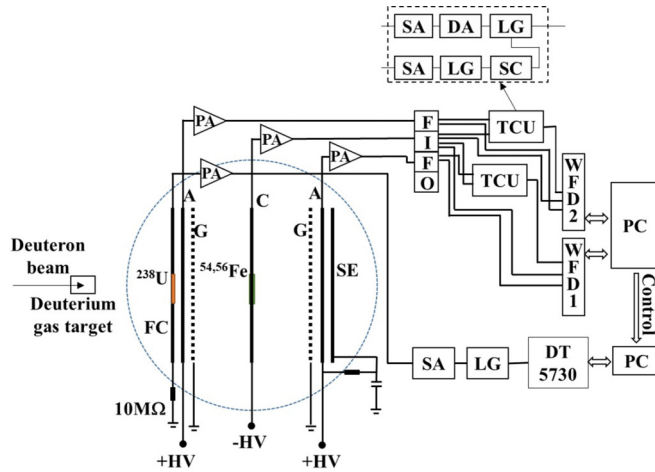 SA DA LG
SA LG SC
PA
PA
PA
PA
F
I
F
O
TCU
TCU
W
F
D
2
W
F
D
1
PC
Control
A
G
C
A
G
SE
Deuteron
beam
Deuterium
gas target
238U
54,56Fe
FC
10MΩ
+HV
-HV
+HV
SA
LG
DT
5730
PC